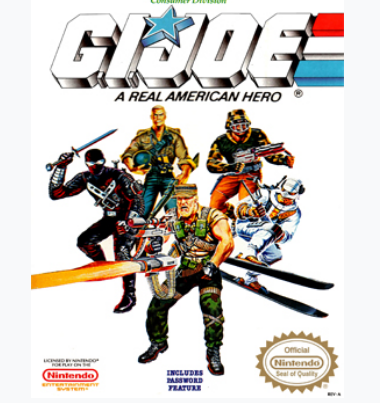 Consumer Division
G.I.JOE
A REAL AMERICAN HERO ®
LICENSED BY NINTENDO®
FOR PLAY ON THE
Nintendo
ENTERTAINMENT
SYSTEM®
INCLUDES
PASSWORD
FEATURE
Official
Nintendo
Seal of Quality
REV-A